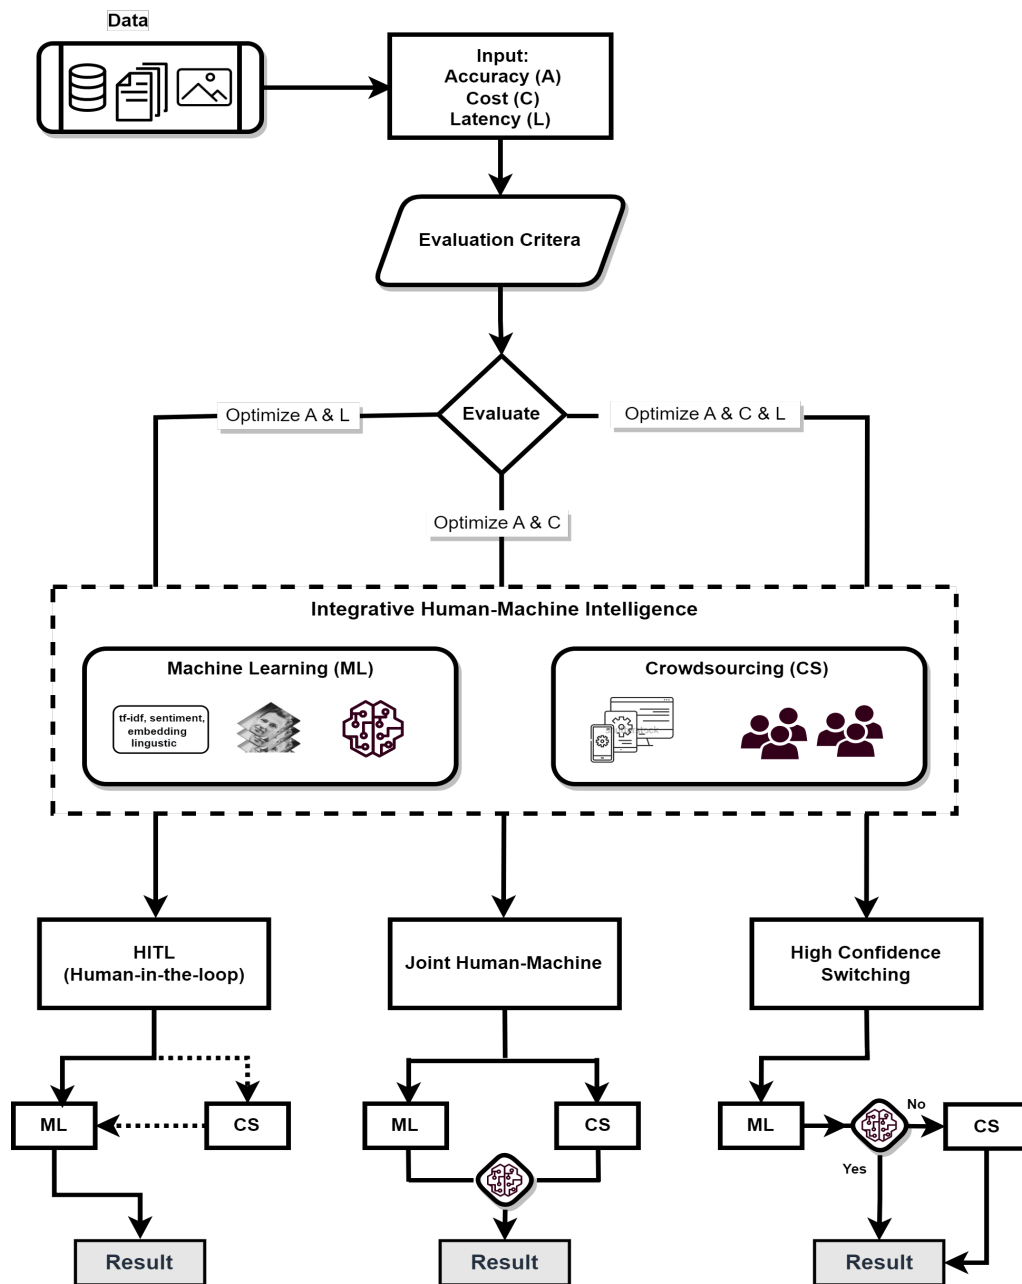 Data
Input:
Accuracy (A)
Cost (C)
Latency (L)
Evaluation Critera
Evaluate
Optimize A & L
Optimize A & C & L
Optimize A & C
Integrative Human-Machine Intelligence
Machine Learning (ML)
tf-idf, sentiment,
embedding
lingustic
Crowdsourcing (CS)
HITL
(Human-in-the-loop)
Joint Human-Machine
High Confidence
Switching
ML
CS
ML
CS
ML
No
CS
Yes
Result
Result
Result